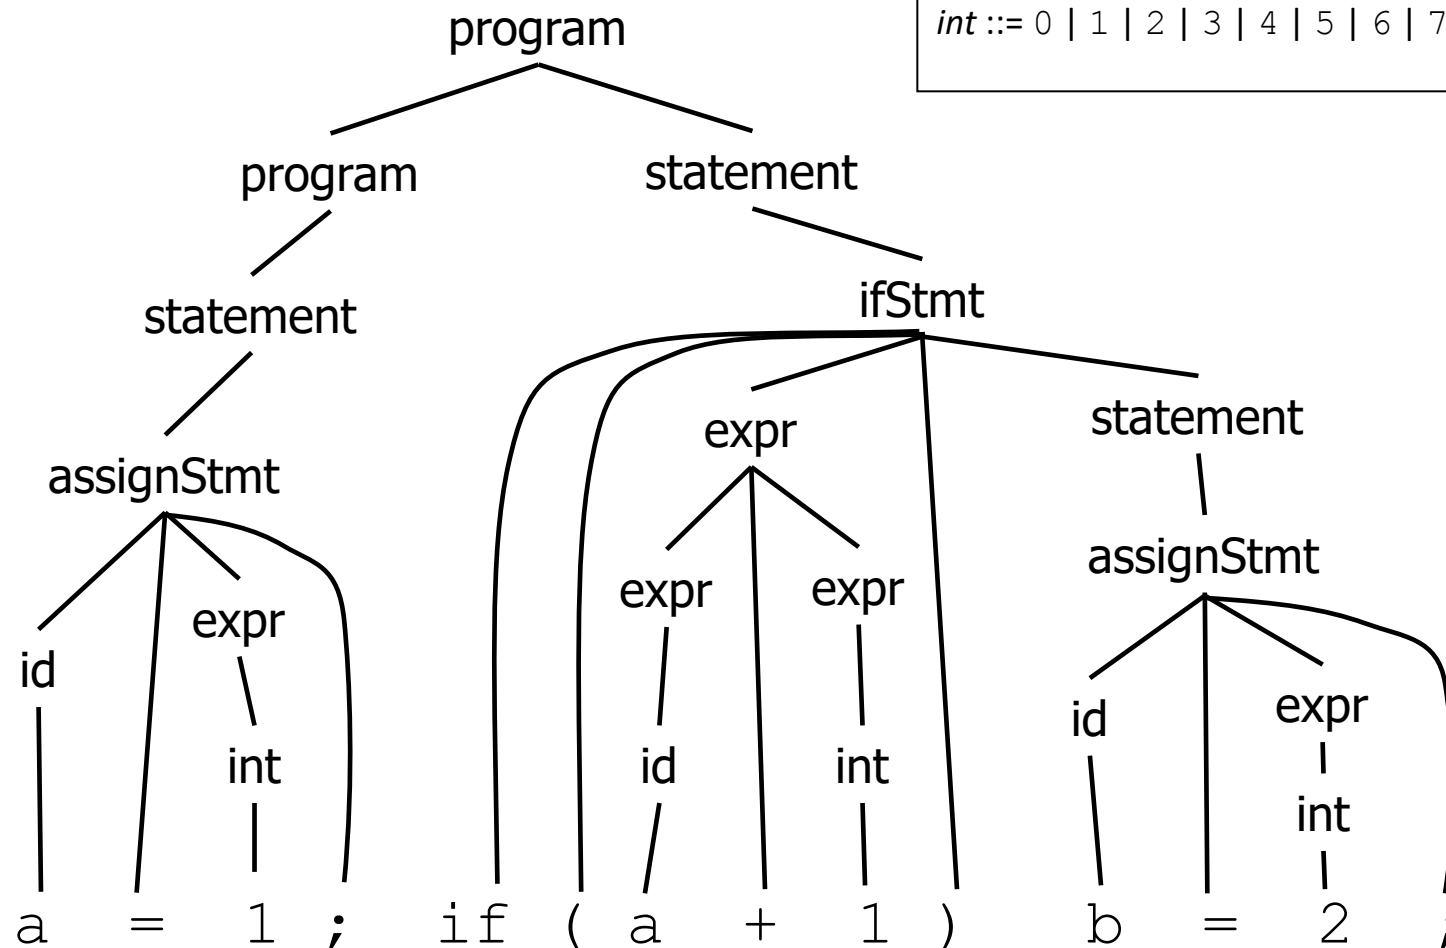 program
int ::= 0 | 1 | 2 | 3 | 4 | 5 | 6 | 7
program statement
statement ifStmt
expr statement
assignStmt
expr expr assignStmt
id expr
id expr
int id int
int
a = 1 ; if ( a + 1 ) b = 2 ;